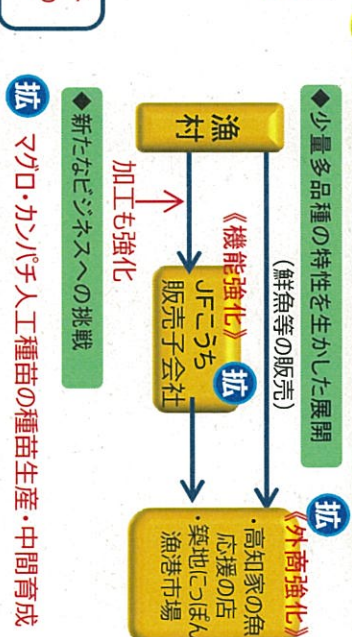 ◆少量多品種の特性を生かした展開
(鮮魚等の販売)
漁村
《機能強化》
拡
JFこうち
販売子会社
拡
《外商強化》
・高知家の魚
応援の店
・築地にっぽん
漁港市場
加工も強化
◆新たなビジネスへの挑戦
拡
マグロ・カンパチ人工種苗の種苗生産・中間育成